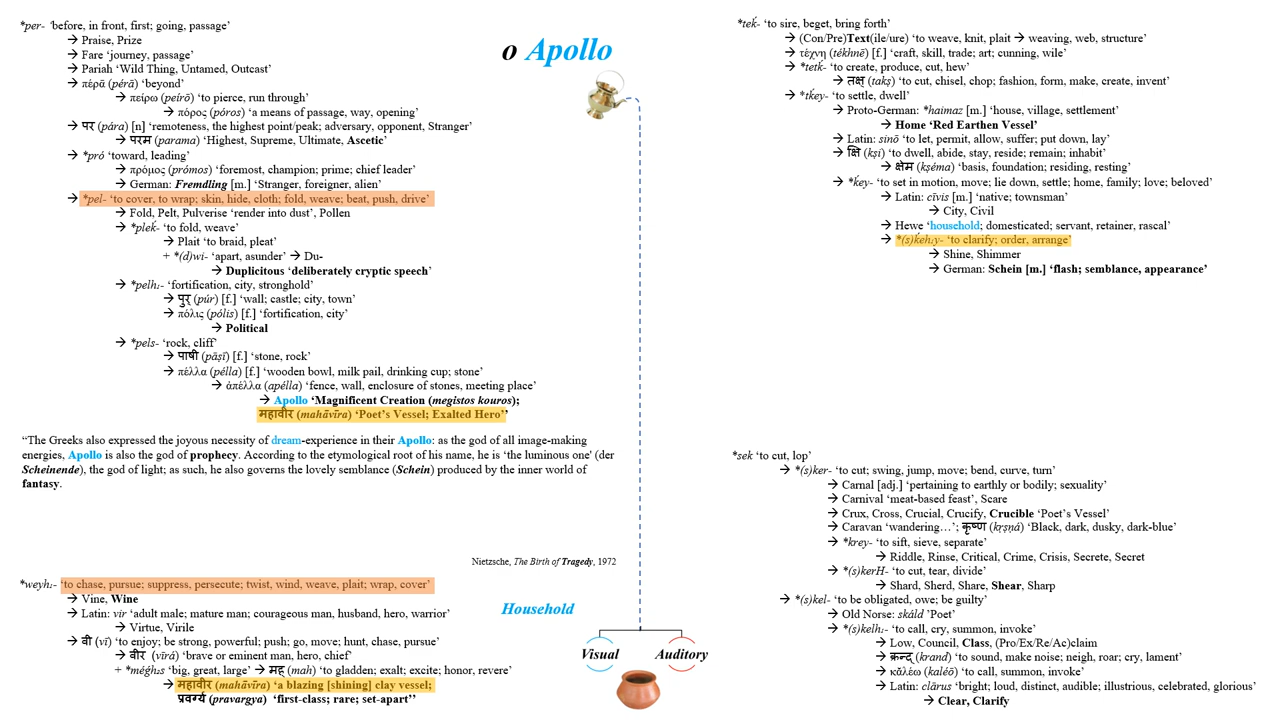 *per- ‘before, in front, first; going, passage’
→ Praise, Prize
→ Fare ‘journey, passage’
→ Pariah ‘Wild Thing, Untamed, Outcast’
→ πέρᾱ (pérā) ‘beyond’
→ πείρω (peírō) ‘to pierce, run through’
→ πόρος (póros) ‘a means of passage, way, opening’
→ पर (pára) [n] ‘remoteness, the highest point/peak; adversary, opponent, Stranger’
→ परम (parama) ‘Highest, Supreme, Ultimate, Ascetic’
→ *pró ‘toward, leading’
→ πρόμος (prómos) ‘foremost, champion; prime; chief leader’
→ German: Fremdling [m.] ‘Stranger, foreigner, alien’
→ *pel- ‘to cover, to wrap; skin, hide, cloth; fold, weave; beat, push, drive’
→ Fold, Pelt, Pulverise ‘render into dust’, Pollen
→ *pleḱ- ‘to fold, weave’
→ Plait ‘to braid, pleat’
+ *(d)wi- ‘apart, asunder’ → Du-
→ Duplicitous ‘deliberately cryptic speech’
→ *pelh₂- ‘fortification, city, stronghold’
→ पुर् (púr) [f.] ‘wall; castle; city, town’
→ πόλις (pólis) [f.] ‘fortification, city’
→ Political
→ *pels- ‘rock, cliff’
→ पाषी (pāṣī) [f.] ‘stone, rock’
→ πέλλα (pélla) [f.] ‘wooden bowl, milk pail, drinking cup; stone’
→ ἀπέλλα (apélla) ‘fence, wall, enclosure of stones, meeting place’
→ Apollo ‘Magnificent Creation (megistos kouros);
महावीर (mahāvīra) ‘Poet’s Vessel; Exalted Hero’’
“The Greeks also expressed the joyous necessity of dream-experience in their Apollo: as the god of all image-making
energies, Apollo is also the god of prophecy. According to the etymological root of his name, he is ‘the luminous one' (der
Scheinende), the god of light; as such, he also governs the lovely semblance (Schein) produced by the inner world of
fantasy.
Nietzsche, The Birth of Tragedy, 1972
*weyh₁- ‘to chase, pursue; suppress, persecute; twist, wind, weave, plait; wrap, cover’
→ Vine, Wine
→ Latin: vir ‘adult male; mature man; courageous man, husband, hero, warrior’
→ Virtue, Virile
→ वी (vī) ‘to enjoy; be strong, powerful; push; go, move; hunt, chase, pursue’
→ वीर (vīrá) ‘brave or eminent man, hero, chief’
+ *méǵh₂s ‘big, great, large’ → मह् (mah) ‘to gladden; exalt; excite; honor, revere’
→ महावीर (mahāvīra) ‘a blazing [shining] clay vessel;
प्रवर्ग्य (pravargya) ‘first-class; rare; set-apart’’
o Apollo
Household
Visual
Auditory
*teḱ- ‘to sire, beget, bring forth’
→ (Con/Pre)Text(ile/ure) ‘to weave, knit, plait → weaving, web, structure’
→ τέχνη (tékhnē) [f.] ‘craft, skill, trade; art; cunning, wile’
→ *tetḱ- ‘to create, produce, cut, hew’
→ तक्ष् (takṣ) ‘to cut, chisel, chop; fashion, form, make, create, invent’
→ *tḱey- ‘to settle, dwell’
→ Proto-German: *haimaz [m.] ‘house, village, settlement’
→ Home ‘Red Earthen Vessel’
→ Latin: sinō ‘to let, permit, allow, suffer; put down, lay’
→ क्षि (kṣi) ‘to dwell, abide, stay, reside; remain; inhabit’
→ क्षेम (kṣéma) ‘basis, foundation; residing, resting’
→ *ḱey- ‘to set in motion, move; lie down, settle; home, family; love; beloved’
→ Latin: cīvis [m.] ‘native; townsman’
→ City, Civil
→ Hewe ‘household; domesticated; servant, retainer, rascal’
→ *(s)ḱeh₁y- ‘to clarify; order, arrange’
→ Shine, Shimmer
→ German: Schein [m.] ‘flash; semblance, appearance’
*sek ‘to cut, lop’
→ *(s)ker- ‘to cut; swing, jump, move; bend, curve, turn’
→ Carnal [adj.] ‘pertaining to earthly or bodily; sexuality’
→ Carnival ‘meat-based feast’, Scare
→ Crux, Cross, Crucial, Crucify, Crucible ‘Poet’s Vessel’
→ Caravan ‘wandering…’; कृष्ण (kṛṣṇá) ‘Black, dark, dusky, dark-blue’
→ *krey- ‘to sift, sieve, separate’
→ Riddle, Rinse, Critical, Crime, Crisis, Secrete, Secret
→ *(s)kerH- ‘to cut, tear, divide’
→ Shard, Sherd, Share, Shear, Sharp
→ *(s)kel- ‘to be obligated, owe; be guilty’
→ Old Norse: skáld ’Poet’
→ *(s)kelh₁- ‘to call, cry, summon, invoke’
→ Low, Council, Class, (Pro/Ex/Re/Ac)claim
→ क्रन्द् (krand) ‘to sound, make noise; neigh, roar; cry, lament’
→ καλέω (kaléō) ‘to call, summon, invoke’
→ Latin: clārus ‘bright; loud, distinct, audible; illustrious, celebrated, glorious’
→ Clear, Clarify